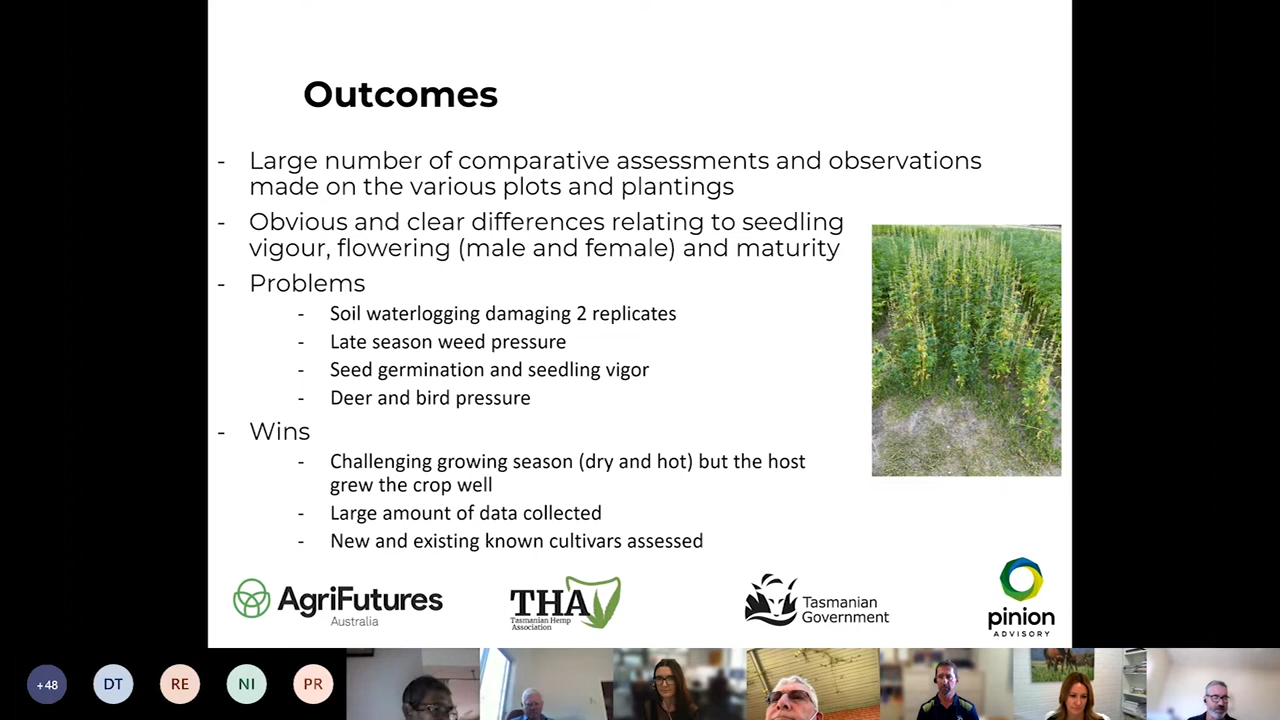 Outcomes
- Large number of comparative assessments and observations
made on the various plots and plantings
- Obvious and clear differences relating to seedling
vigour, flowering (male and female) and maturity
- Problems
- Soil waterlogging damaging 2 replicates
- Late season weed pressure
- Seed germination and seedling vigor
- Deer and bird pressure
- Wins
- Challenging growing season (dry and hot) but the host
grew the crop well
- Large amount of data collected
- New and existing known cultivars assessed
AgriFutures
Australia
THA
Tasmanian Hemp
Association
Tasmanian
Government
pinion
ADVISORY
+48
DT
RE
NI
PR